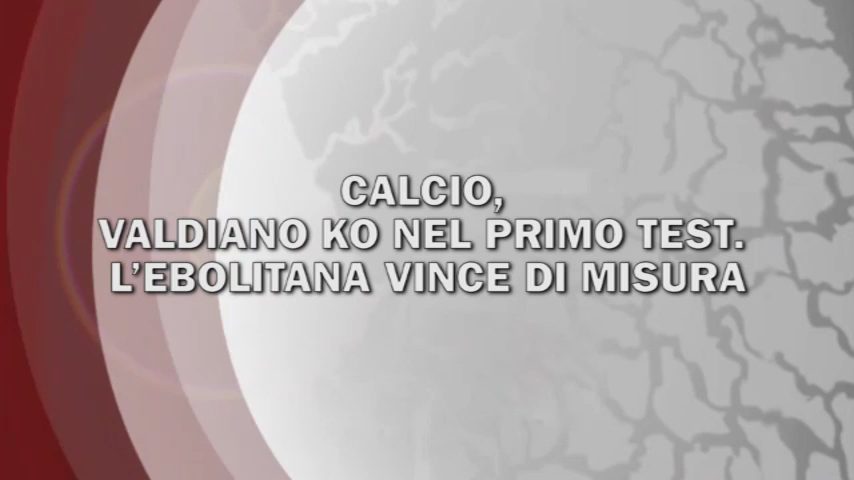 CALCIO,
VALDIANO KO NEL PRIMO TEST.
L’EBOLITANA VINCE DI MISURA